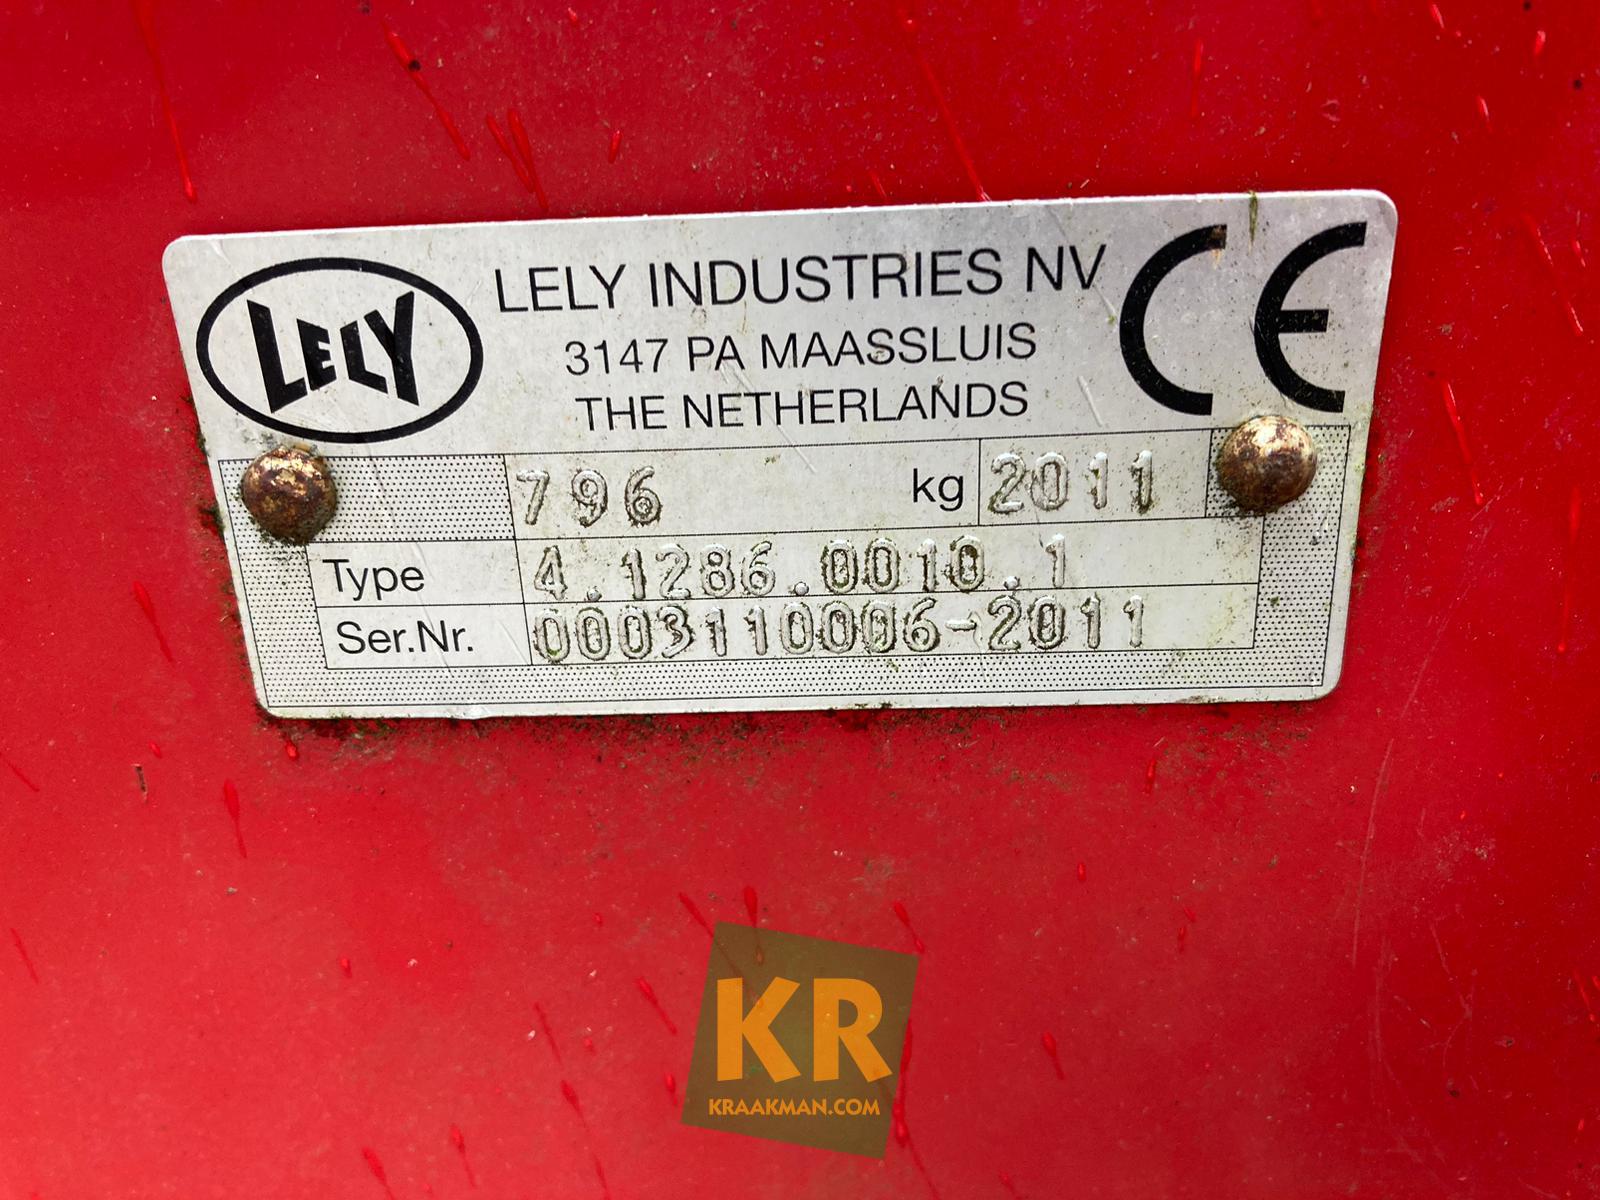 LELY
LELY INDUSTRIES NV
3147 PA MAASSLUIS
THE NETHERLANDS
CE
796 kg 2011
Type 4.1286.0010.1
Ser.Nr. 0003110006-2011
KR
KRAAKMAN.COM